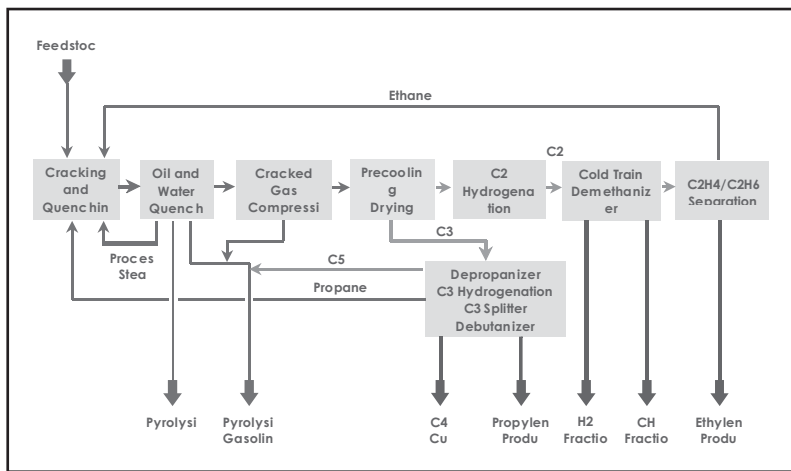 Feedstoc
Ethane
Cracking
and
Quenchin
Oil and
Water
Quench
Cracked
Gas
Compressi
Precoolin
g
Drying
C2
Hydrogena
tion
C2
Cold Train
Demethaniz
er
C2H4/C2H6
Separation
Proces
Stea
C3
C5
Propane
Depropanizer
C3 Hydrogenation
C3 Splitter
Debutanizer
Pyrolysi
Pyrolysi
Gasolin
C4
Cu
Propylen
Produ
H2
Fractio
CH
Fractio
Ethylen
Produ